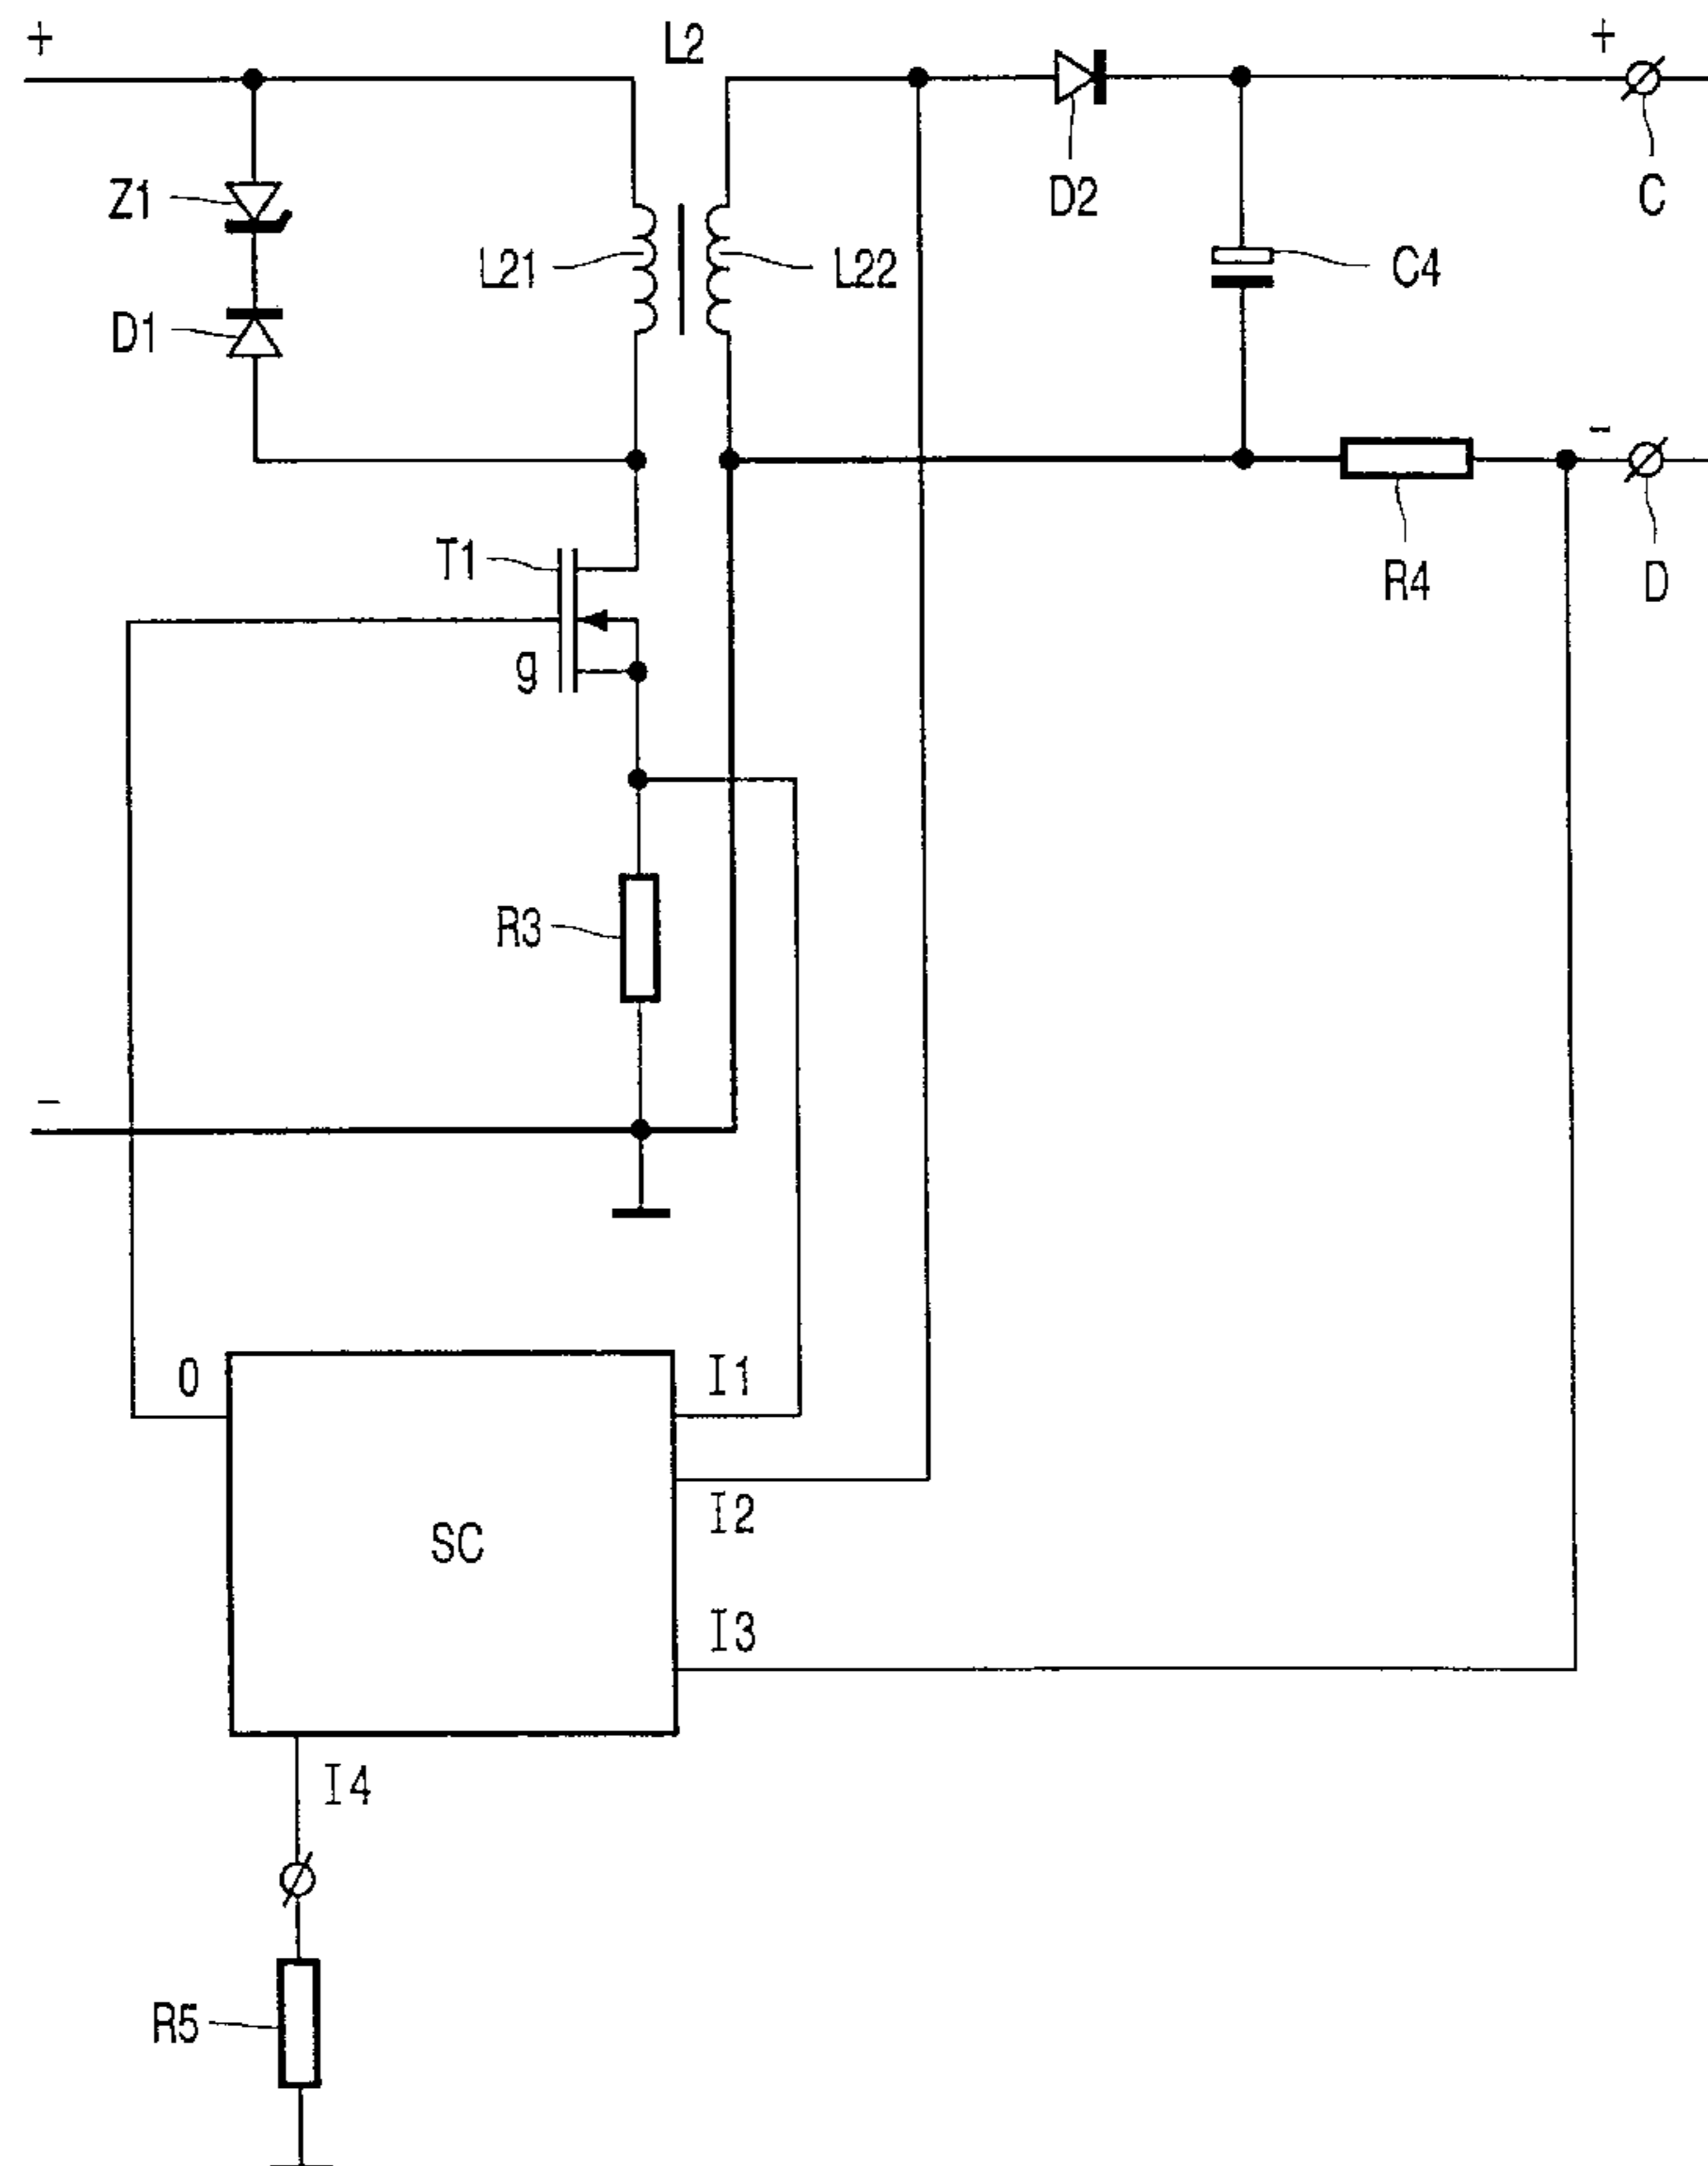 +
L2
+
Z1
D2
C
L21
L22
C4
D1
-
T1
R4
D
g
R3
-
0
I1
I2
SC
I3
I4
R5